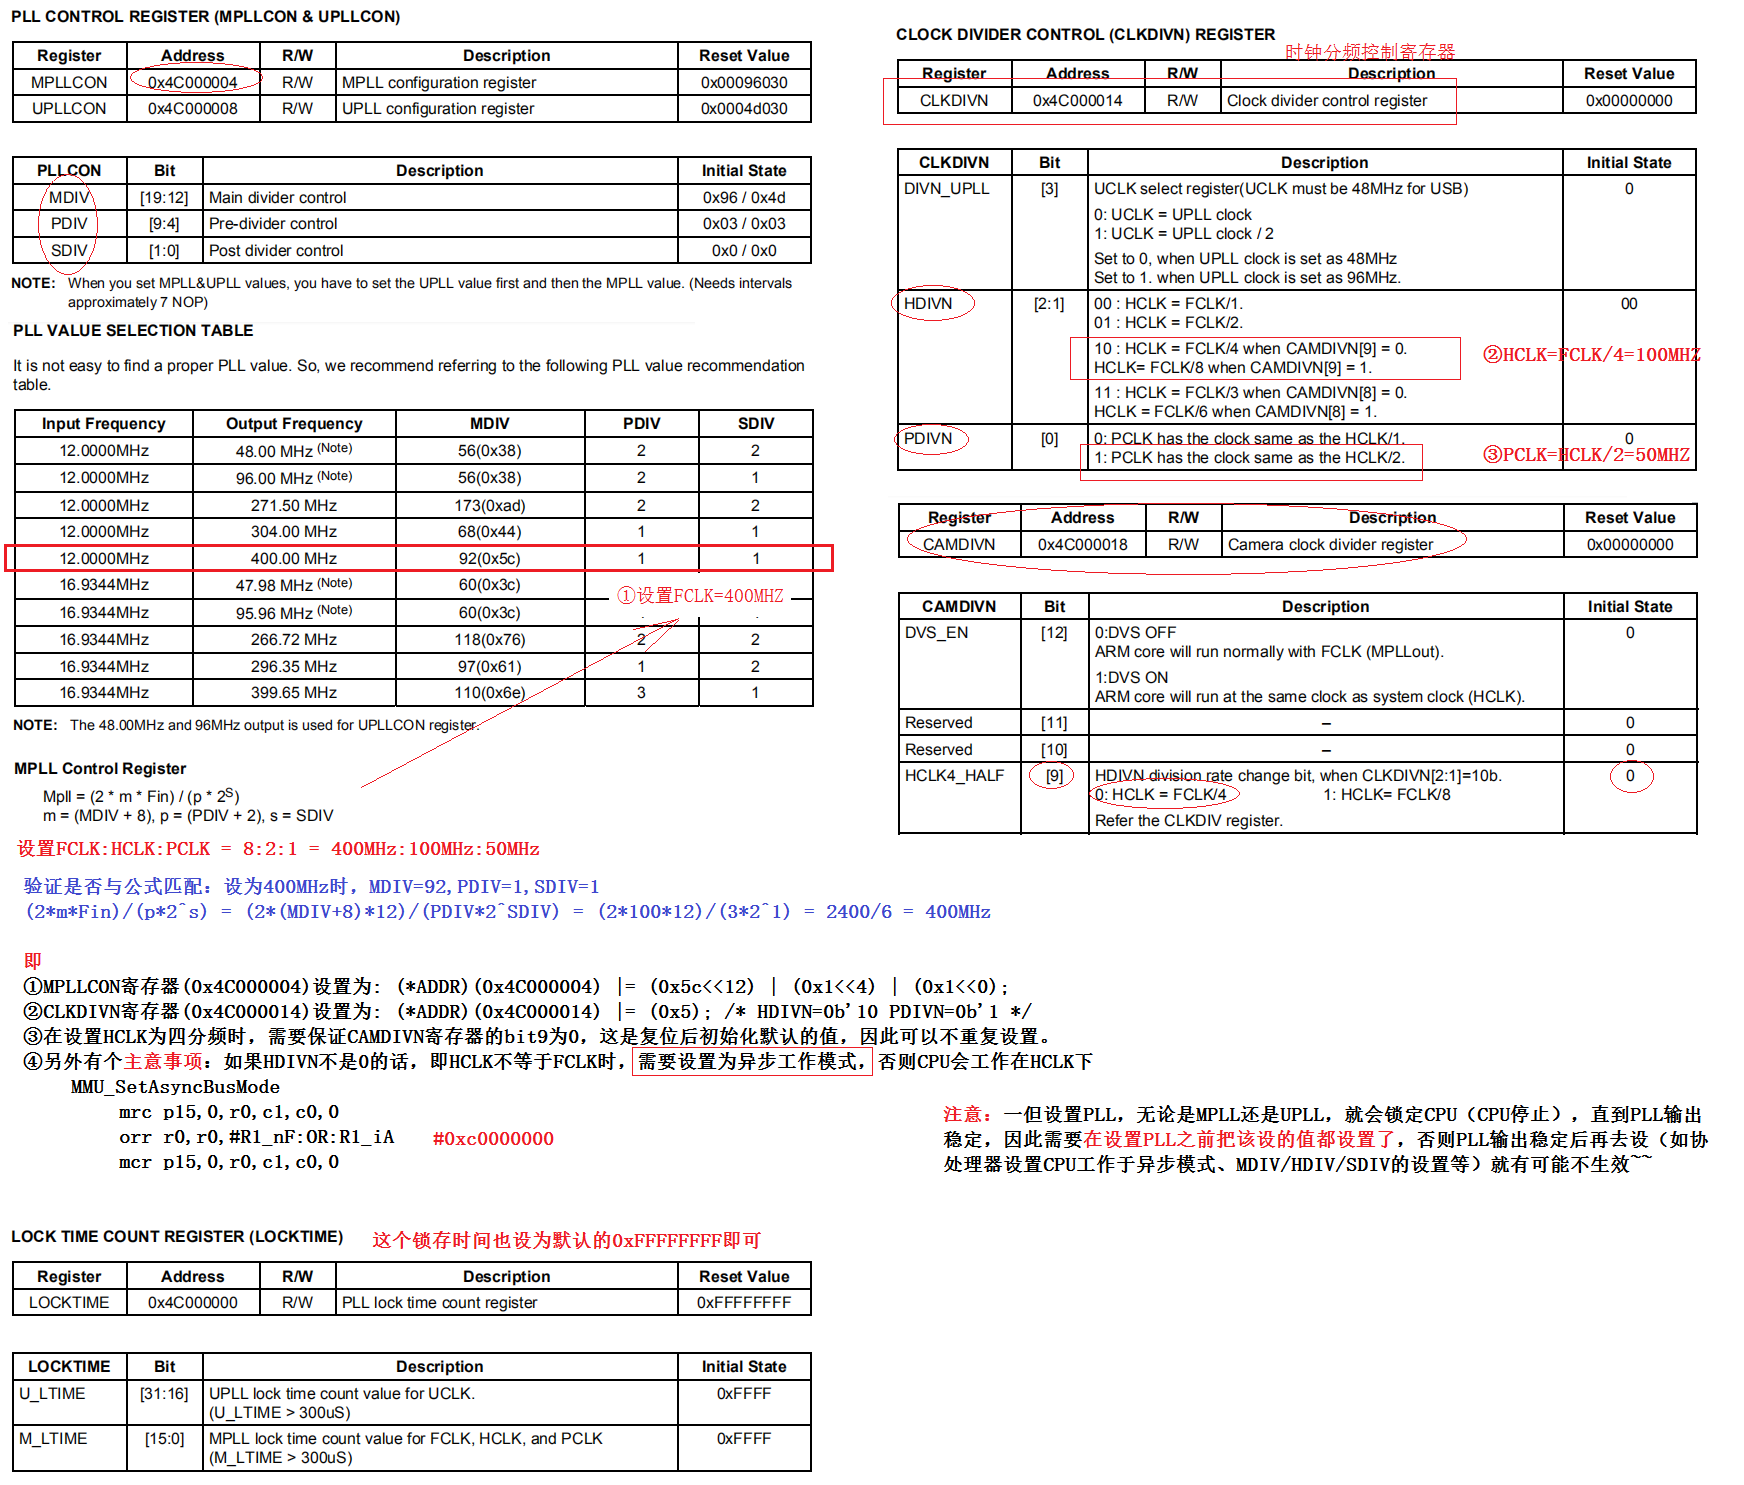 PLL CONTROL REGISTER (MPLLCON & UPLLCON)
Register Address R/W Description Reset Value
MPLLCON 0x4C000004 R/W MPLL configuration register 0x00096030
UPLLCON 0x4C000008 R/W UPLL configuration register 0x0004d030
PLLCON Bit Description Initial State
MDIV [19:12] Main divider control 0x96 / 0x4d
PDIV [9:4] Pre-divider control 0x03 / 0x03
SDIV [1:0] Post divider control 0x0 / 0x0
NOTE: When you set MPLL&UPLL values, you have to set the UPLL value first and then the MPLL value. (Needs intervals
approximately 7 NOP)
PLL VALUE SELECTION TABLE
It is not easy to find a proper PLL value. So, we recommend referring to the following PLL value recommendation
table.
Input Frequency Output Frequency MDIV PDIV SDIV
12.0000MHz 48.00 MHz (Note) 56(0x38) 2 2
12.0000MHz 96.00 MHz (Note) 56(0x38) 2 1
12.0000MHz 271.50 MHz 173(0xad) 2 2
12.0000MHz 304.00 MHz 68(0x44) 1 1
12.0000MHz 400.00 MHz 92(0x5c) 1 1
16.9344MHz 47.98 MHz (Note) 60(0x3c)
①设置FCLK=400MHZ
16.9344MHz 95.96 MHz (Note) 60(0x3c)
16.9344MHz 266.72 MHz 118(0x76) 2 2
16.9344MHz 296.35 MHz 97(0x61) 1 2
16.9344MHz 399.65 MHz 110(0x6e) 3 1
NOTE: The 48.00MHz and 96MHz output is used for UPLLCON register.
MPLL Control Register
Mpll = (2 * m * Fin) / (p * 2S)
m = (MDIV + 8), p = (PDIV + 2), s = SDIV
CLOCK DIVIDER CONTROL (CLKDIVN) REGISTER
时钟分频控制寄存器
Register Address R/W Description Reset Value
CLKDIVN 0x4C000014 R/W Clock divider control register 0x00000000
CLKDIVN Bit Description Initial State
DIVN_UPLL [3] UCLK select register(UCLK must be 48MHz for USB) 0
0: UCLK = UPLL clock
1: UCLK = UPLL clock / 2
Set to 0, when UPLL clock is set as 48MHz
Set to 1. when UPLL clock is set as 96MHz.
HDIVN [2:1] 00 : HCLK = FCLK/1. 00
01 : HCLK = FCLK/2.
10 : HCLK = FCLK/4 when CAMDIVN[9] = 0.
②HCLK=FCLK/4=100MHZ
HCLK= FCLK/8 when CAMDIVN[9] = 1.
11 : HCLK = FCLK/3 when CAMDIVN[8] = 0.
HCLK = FCLK/6 when CAMDIVN[8] = 1.
PDIVN [0] 0: PCLK has the clock same as the HCLK/1. 0
1: PCLK has the clock same as the HCLK/2.
③PCLK=HCLK/2=50MHZ
Register Address R/W Description Reset Value
CAMDIVN 0x4C000018 R/W Camera clock divider register 0x00000000
CAMDIVN Bit Description Initial State
DVS_EN [12] 0:DVS OFF 0
ARM core will run normally with FCLK (MPLLout).
1:DVS ON
ARM core will run at the same clock as system clock (HCLK).
Reserved [11] – 0
Reserved [10] – 0
HCLK4_HALF [9] HDIVN division rate change bit, when CLKDIVN[2:1]=10b. 0
0: HCLK = FCLK/4 1: HCLK= FCLK/8
Refer the CLKDIV register.
设置FCLK:HCLK:PCLK = 8:2:1 = 400MHz:100MHz:50MHz
验证是否与公式匹配：设为400MHz时，MDIV=92,PDIV=1,SDIV=1
(2*m*Fin)/(p*2^s) = (2*(MDIV+8)*12)/(PDIV*2^SDIV) = (2*100*12)/(3*2^1) = 2400/6 = 400MHz
即
①MPLLCON寄存器(0x4C000004)设置为: (*ADDR)(0x4C000004) |= (0x5c<<12) | (0x1<<4) | (0x1<<0);
②CLKDIVN寄存器(0x4C000014)设置为: (*ADDR)(0x4C000014) |= (0x5); /* HDIVN=0b'10 PDIVN=0b'1 */
③在设置HCLK为四分频时，需要保证CAMDIVN寄存器的bit9为0，这是复位后初始化默认的值，因此可以不重复设置。
④另外有个主意事项：如果HDIVN不是0的话，即HCLK不等于FCLK时，需要设置为异步工作模式，否则CPU会工作在HCLK下
MMU_SetAsyncBusMode
mrc p15,0,r0,c1,c0,0
orr r0,r0,#R1_nF:OR:R1_iA #0xc0000000
mcr p15,0,r0,c1,c0,0
注意：一但设置PLL，无论是MPLL还是UPLL，就会锁定CPU（CPU停止），直到PLL输出
稳定，因此需要在设置PLL之前把该设的值都设置了，否则PLL输出稳定后再去设（如协
处理器设置CPU工作于异步模式、MDIV/HDIV/SDIV的设置等）就有可能不生效~~
LOCK TIME COUNT REGISTER (LOCKTIME) 这个锁存时间也设为默认的0xFFFFFFFF即可
Register Address R/W Description Reset Value
LOCKTIME 0x4C000000 R/W PLL lock time count register 0xFFFFFFFF
LOCKTIME Bit Description Initial State
U_LTIME [31:16] UPLL lock time count value for UCLK. 0xFFFF
(U_LTIME > 300uS)
M_LTIME [15:0] MPLL lock time count value for FCLK, HCLK, and PCLK 0xFFFF
(M_LTIME > 300uS)